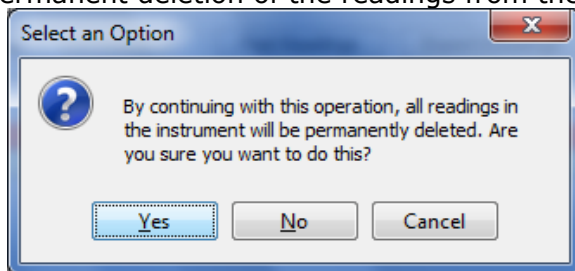 permanent deletion of the readings from the
Select an Option
By continuing with this operation, all readings in
the instrument will be permanently deleted. Are
you sure you want to do this?
Yes
No
Cancel